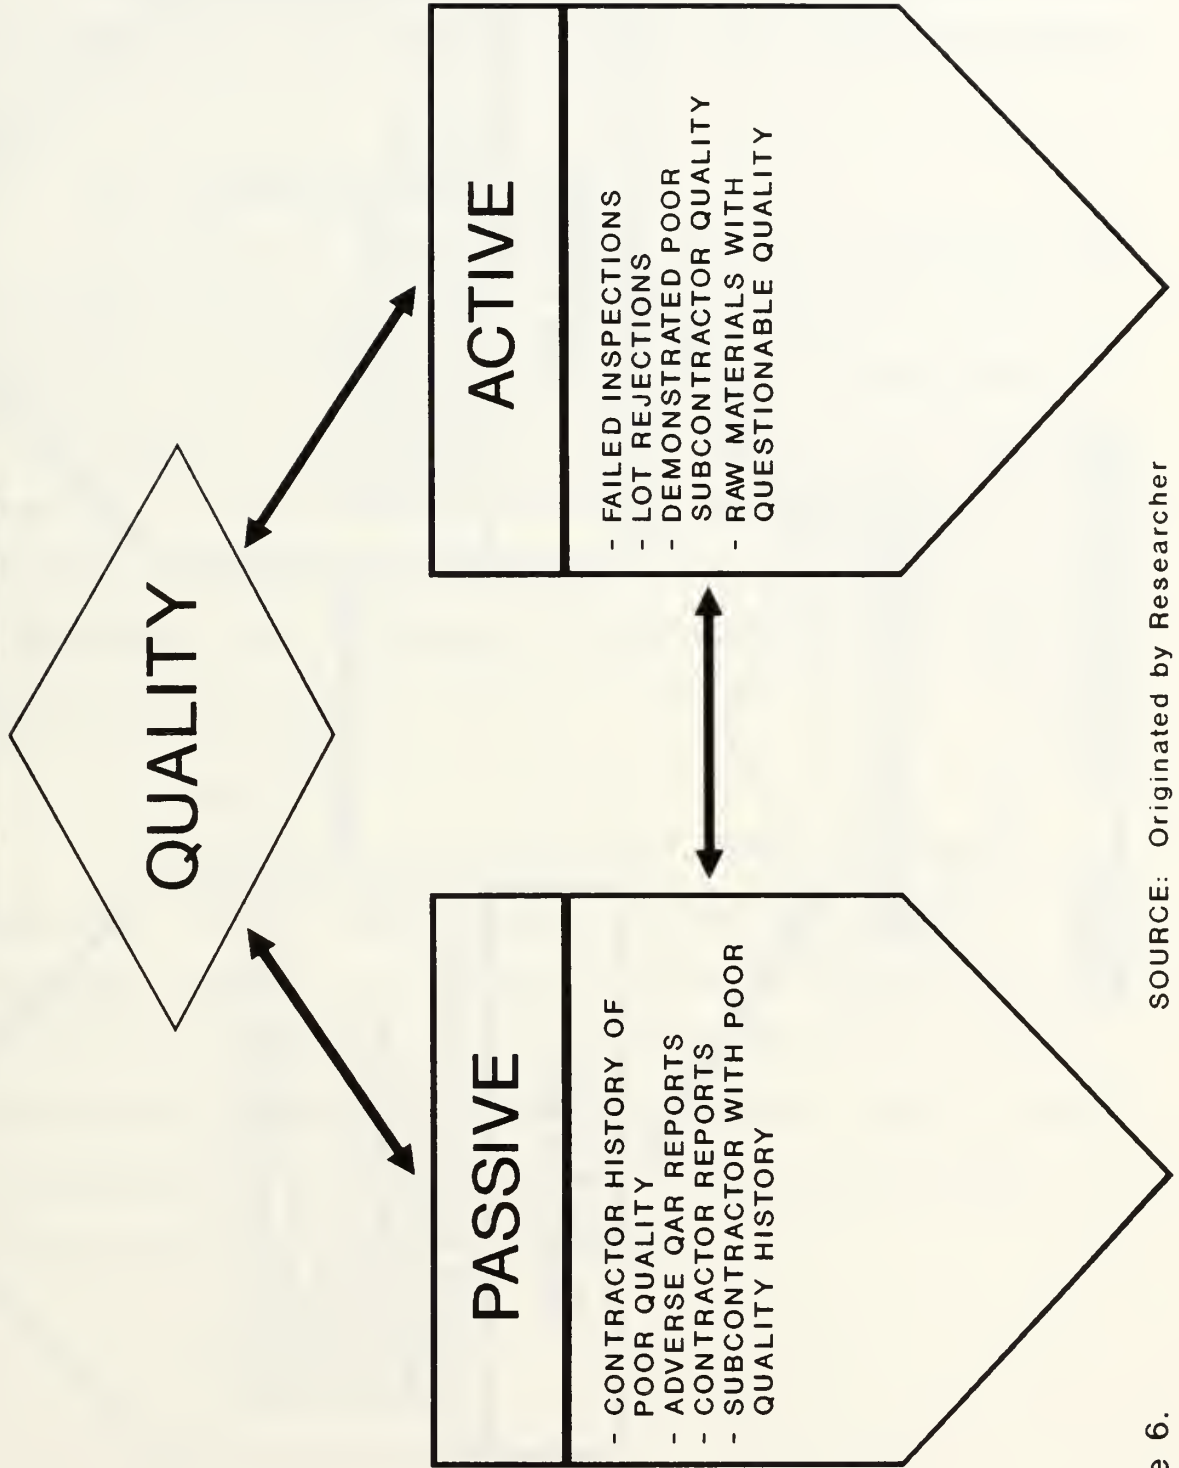 QUALITY
PASSIVE
- CONTRACTOR HISTORY OF
POOR QUALITY
- ADVERSE QAR REPORTS
- CONTRACTOR REPORTS
- SUBCONTRACTOR WITH POOR
QUALITY HISTORY
ACTIVE
- FAILED INSPECTIONS
- LOT REJECTIONS
- DEMONSTRATED POOR
SUBCONTRACTOR QUALITY
- RAW MATERIALS WITH
QUESTIONABLE QUALITY
6.
SOURCE: Originated by Researcher